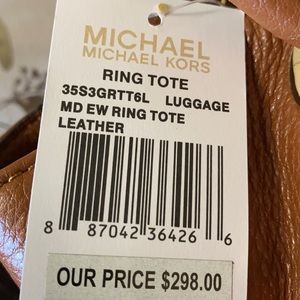 MICHAEL
MICHAEL KORS
RING TOTE
35S3GRTT6L LUGGAGE
MD EW RING TOTE
LEATHER
8 87042 36426 6
OUR PRICE $298.00